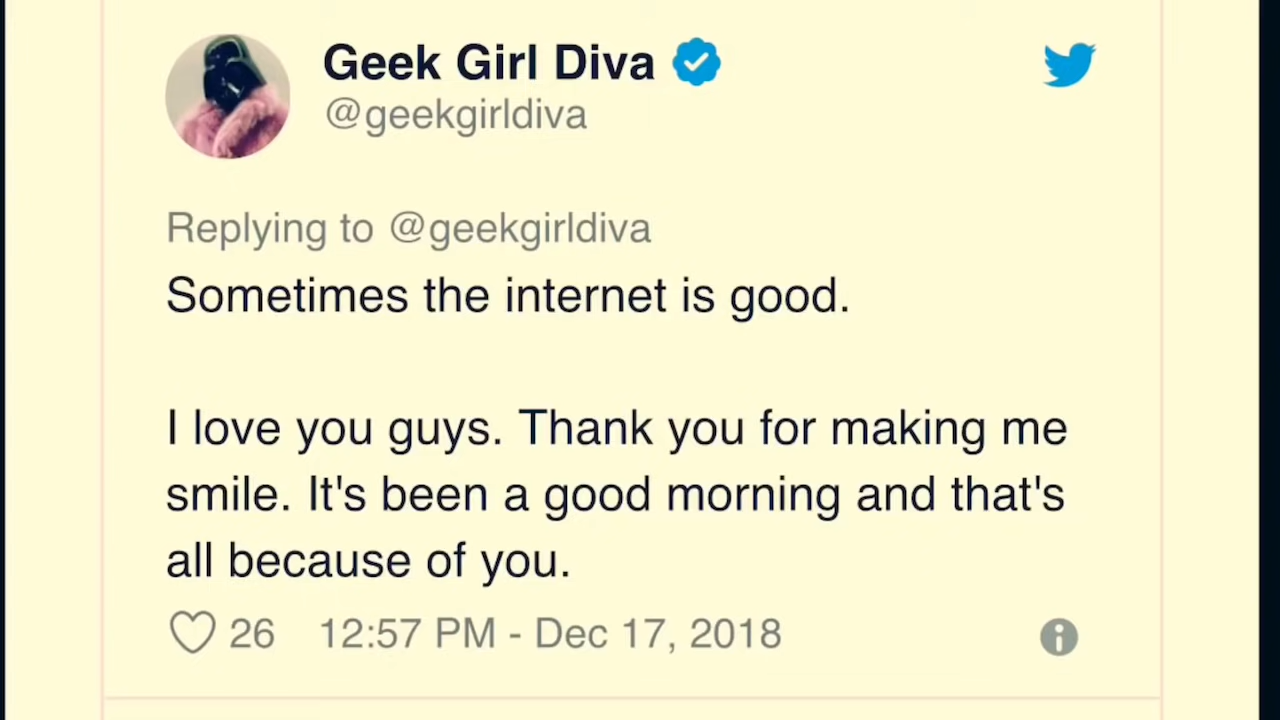 Geek Girl Diva
@geekgirldiva
Replying to @geekgirldiva
Sometimes the internet is good.
I love you guys. Thank you for making me
smile. It's been a good morning and that's
all because of you.
26 12:57 PM - Dec 17, 2018